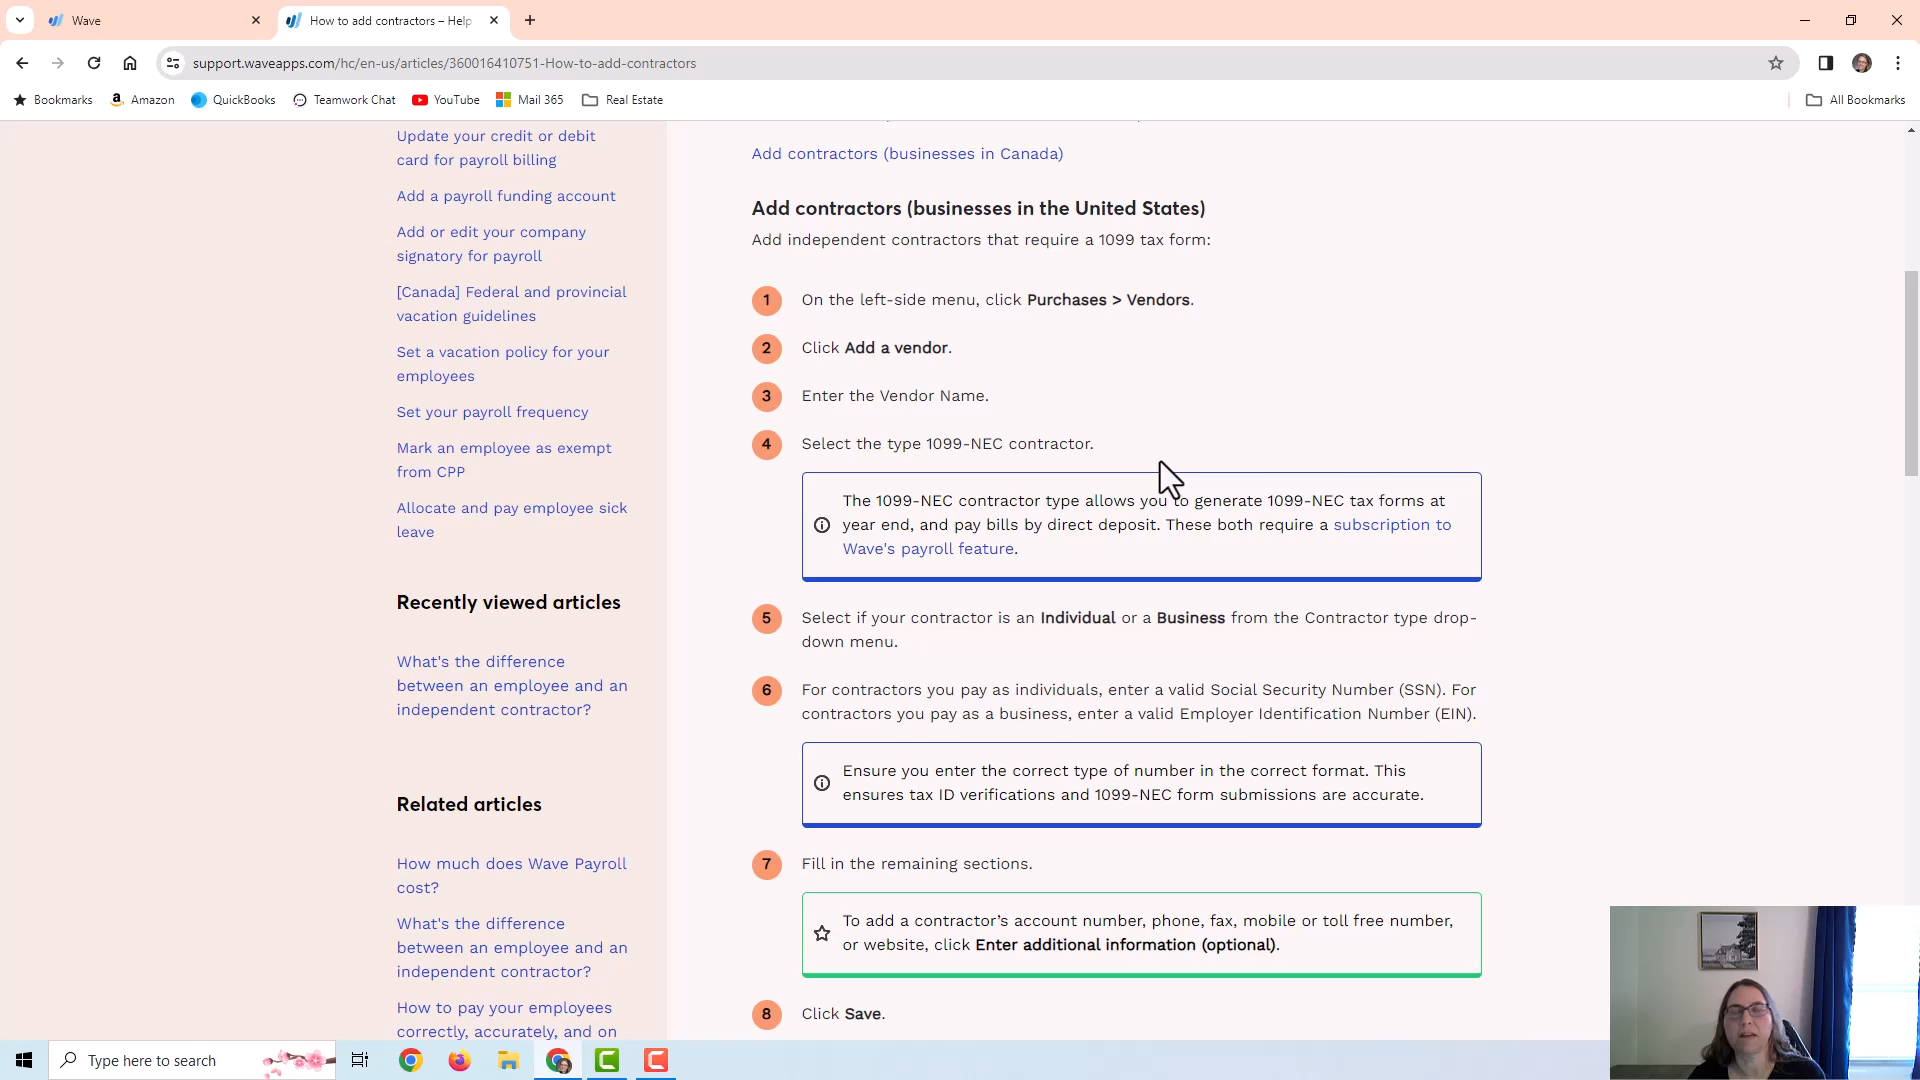 Wave
How to add contractors – Help
support.waveapps.com/hc/en-us/articles/360016410751-How-to-add-contractors
Bookmarks
Amazon
QuickBooks
Teamwork Chat
YouTube
Mail 365
Real Estate
All Bookmarks
Update your credit or debit
card for payroll billing
Add a payroll funding account
Add or edit your company
signatory for payroll
[Canada] Federal and provincial
vacation guidelines
Set a vacation policy for your
employees
Set your payroll frequency
Mark an employee as exempt
from CPP
Allocate and pay employee sick
leave
Recently viewed articles
What's the difference
between an employee and an
independent contractor?
Related articles
How much does Wave Payroll
cost?
What's the difference
between an employee and an
independent contractor?
How to pay your employees
correctly, accurately, and on
Add contractors (businesses in Canada)
Add contractors (businesses in the United States)
Add independent contractors that require a 1099 tax form:
1 On the left-side menu, click Purchases > Vendors.
2 Click Add a vendor.
3 Enter the Vendor Name.
4 Select the type 1099-NEC contractor.
The 1099-NEC contractor type allows you to generate 1099-NEC tax forms at
year end, and pay bills by direct deposit. These both require a subscription to
Wave's payroll feature.
5 Select if your contractor is an Individual or a Business from the Contractor type drop-
down menu.
6 For contractors you pay as individuals, enter a valid Social Security Number (SSN). For
contractors you pay as a business, enter a valid Employer Identification Number (EIN).
Ensure you enter the correct type of number in the correct format. This
ensures tax ID verifications and 1099-NEC form submissions are accurate.
7 Fill in the remaining sections.
To add a contractor’s account number, phone, fax, mobile or toll free number,
or website, click Enter additional information (optional).
8 Click Save.
Type here to search